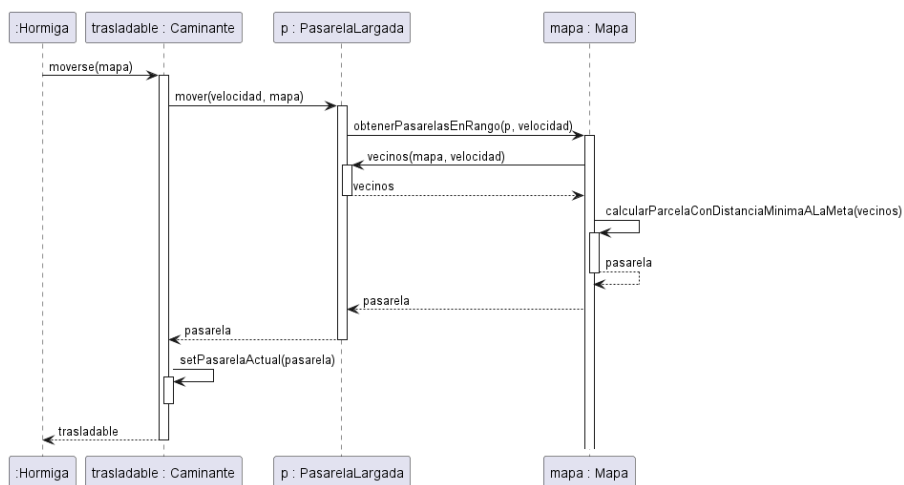 :Hormiga
trasladable : Caminante
p : PasarelaLargada
mapa : Mapa
moverse(mapa)
mover(velocidad, mapa)
obtenerPasarelasEnRango(p, velocidad)
vecinos(mapa, velocidad)
vecinos
calcularParcelaConDistanciaMinimaALaMeta(vecinos)
pasarela
pasarela
pasarela
setPasarelaActual(pasarela)
trasladable
:Hormiga
trasladable : Caminante
p : PasarelaLargada
mapa : Mapa